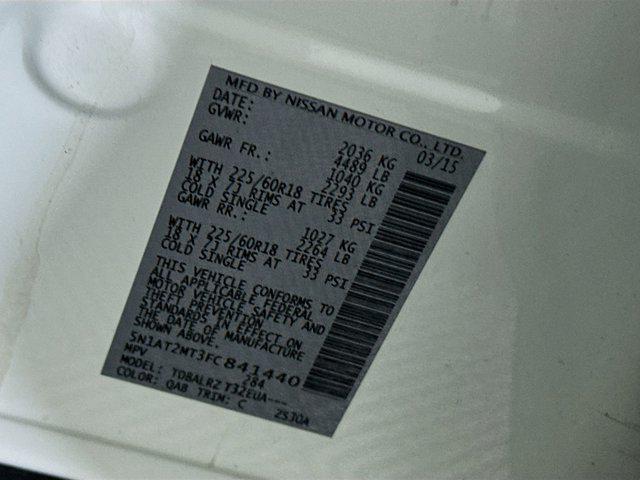 MFD BY NISSAN MOTOR CO., LTD.
DATE: 03/15
GVWR: 2036 KG
4489 LB
GAWR FR.: 1040 KG
2293 LB
WITH 225/60R18 TIRES
18 X 7J RIMS AT 33 PSI
COLD SINGLE
GAWR RR.: 1027 KG
2264 LB
WITH 225/60R18 TIRES
18 X 7J RIMS AT 33 PSI
COLD SINGLE
THIS VEHICLE CONFORMS TO
ALL APPLICABLE FEDERAL
MOTOR VEHICLE SAFETY AND
THEFT PREVENTION
STANDARDS IN EFFECT ON
THE DATE OF MANUFACTURE
SHOWN ABOVE.
5N1AT2MT3FC841440
MPV 284
MODEL: T08ALRZ T32EUA---
COLOR: QAB TRIM: C